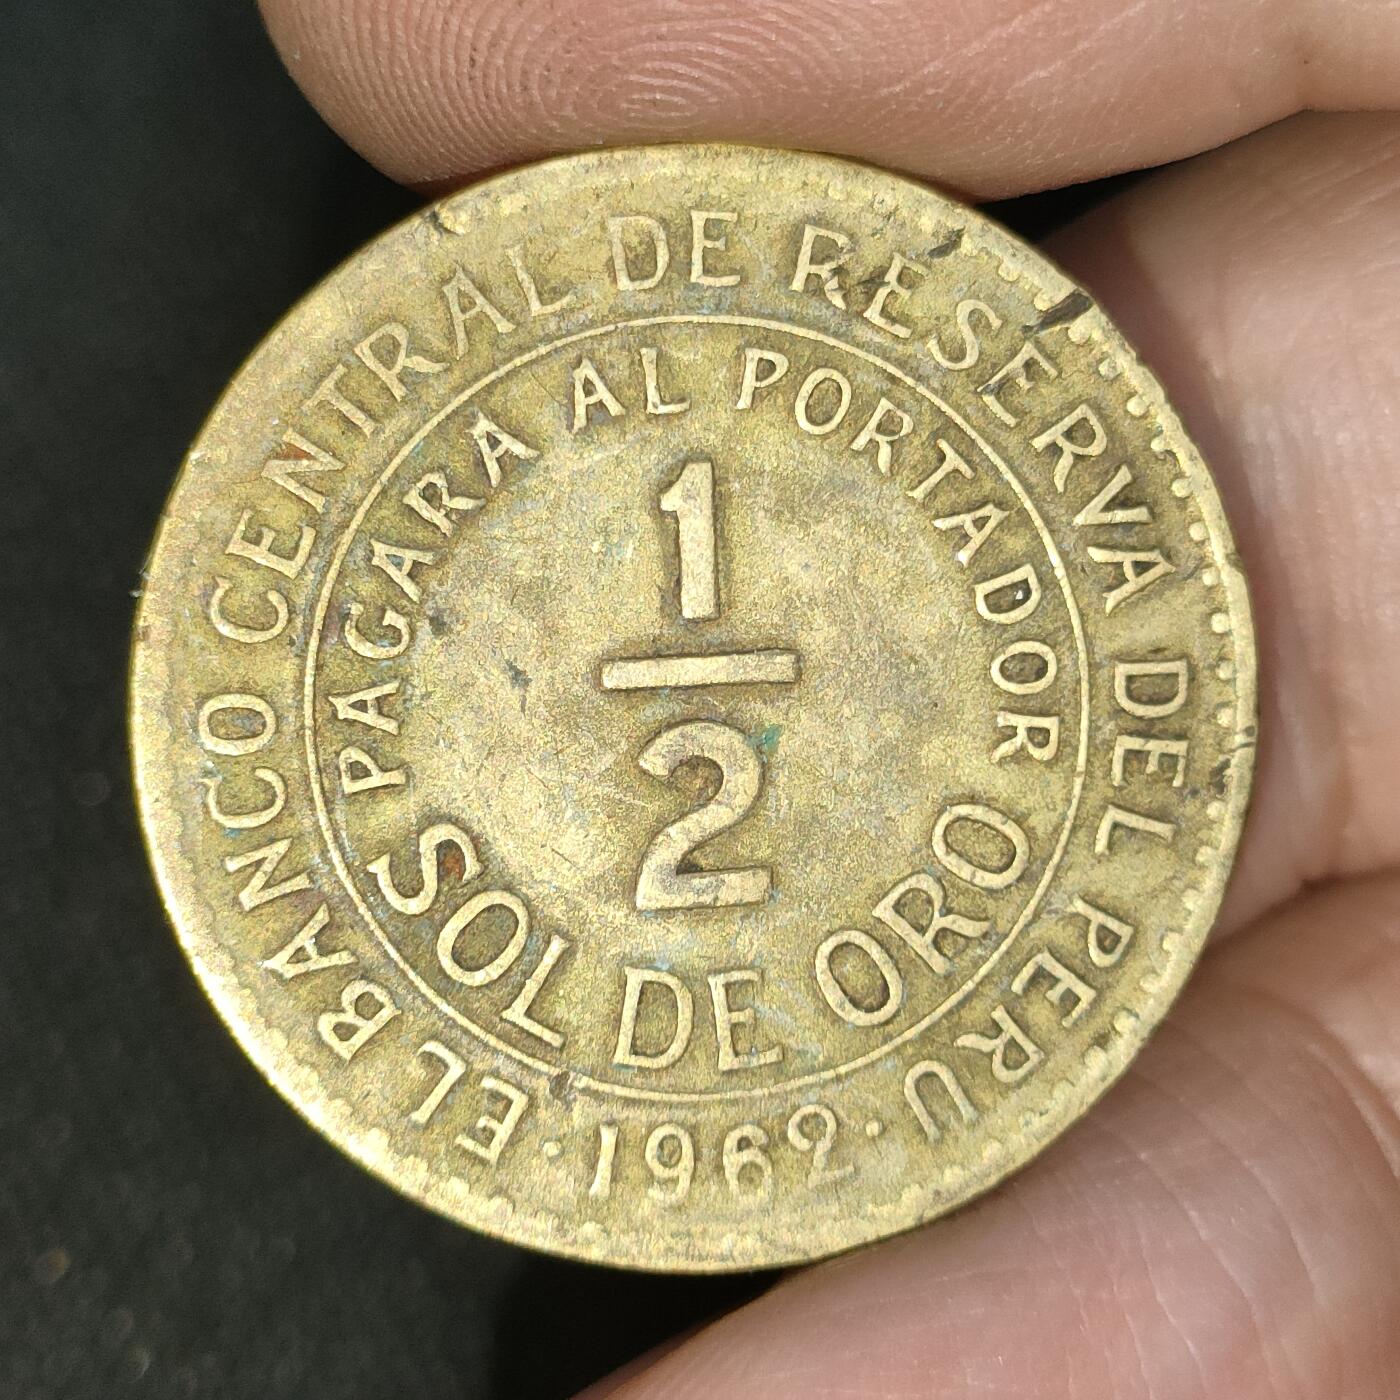 EL BANCO CENTRAL DE RESERVA DEL PERU
PAGARA AL PORTADOR
1
2
SOL DE ORO
·1962·